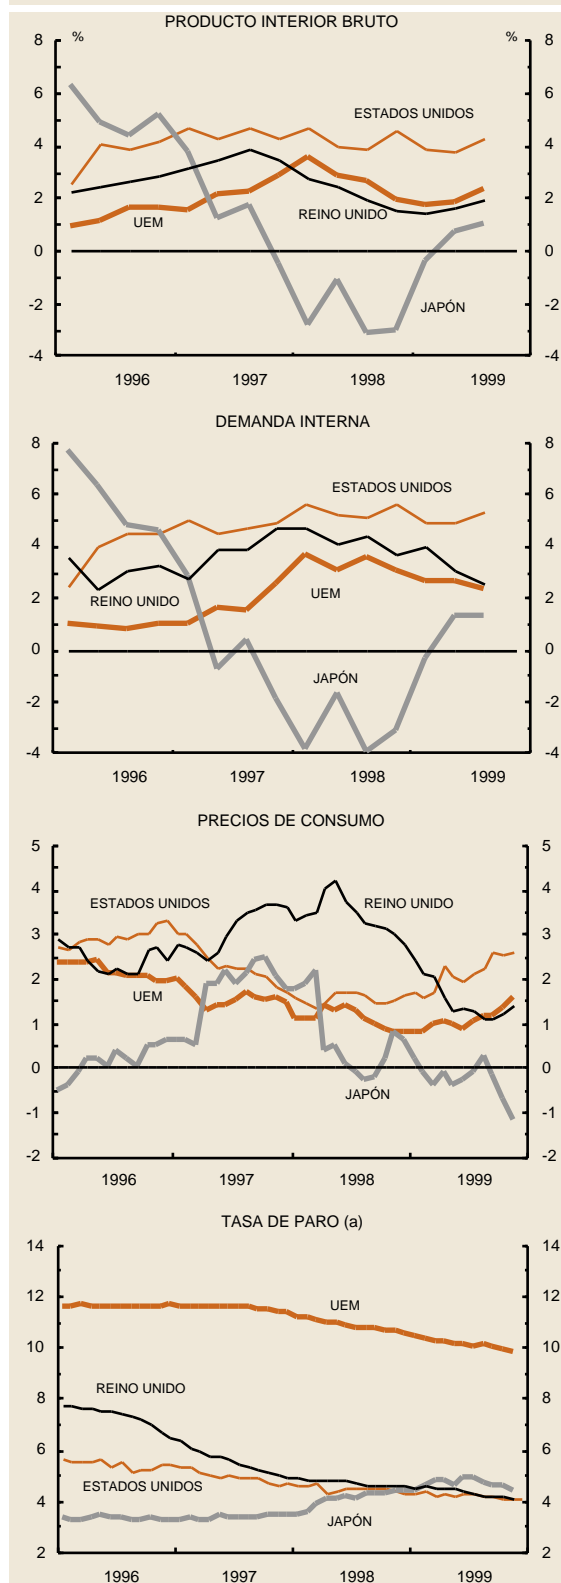 PRODUCTO INTERIOR BRUTO
8 % % 8
6 6
ESTADOS UNIDOS
4 4
2 2
UEM REINO UNIDO
0 0
-2 -2
JAPÓN
-4 -4
1996 1997 1998 1999
DEMANDA INTERNA
8 8
ESTADOS UNIDOS
6 6
4 4
REINO UNIDO UEM
2 2
0 0
JAPÓN
-2 -2
-4 -4
1996 1997 1998 1999
PRECIOS DE CONSUMO
5 5
4 4
ESTADOS UNIDOS REINO UNIDO
3 3
2 2
UEM
1 1
0 0
JAPÓN
-1 -1
-2 -2
1996 1997 1998 1999
TASA DE PARO (a)
14 14
12 12
UEM
10 10
REINO UNIDO
8 8
6 6
ESTADOS UNIDOS
4 4
JAPÓN
2 2
1996 1997 1998 1999